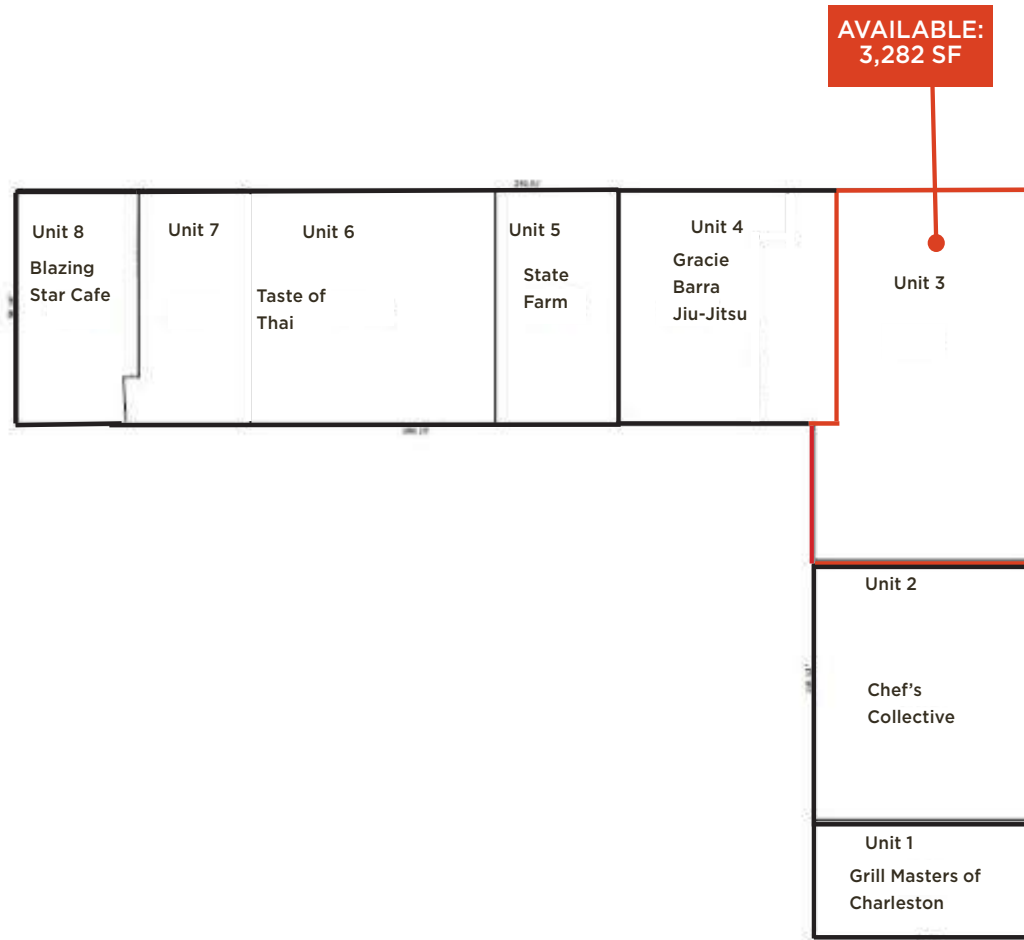 AVAILABLE:
3,282 SF
Unit 8
Blazing
Star Cafe
Unit 7
Unit 6
Taste of
Thai
Unit 5
State
Farm
Unit 4
Gracie
Barra
Jiu-Jitsu
Unit 3
Unit 2
Chef’s
Collective
Unit 1
Grill Masters of
Charleston